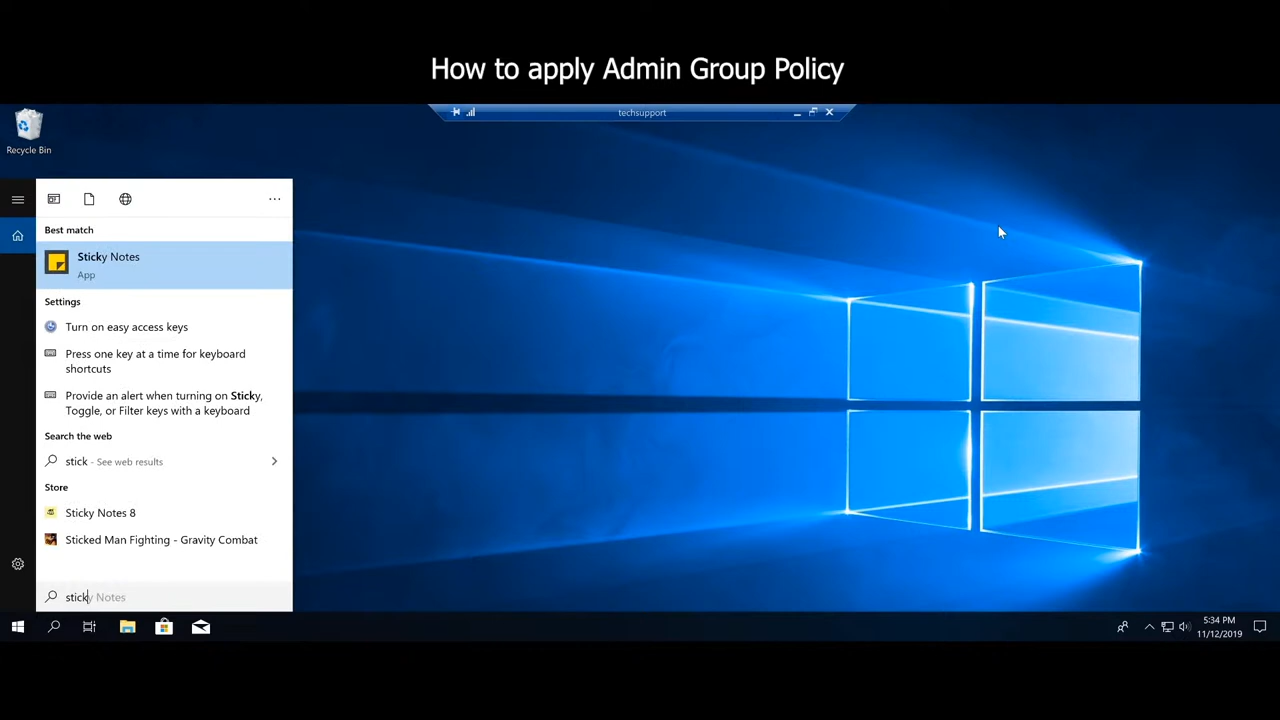 How to apply Admin Group Policy
techsupport
Recycle Bin
Best match
Sticky Notes
App
Settings
Turn on easy access keys
Press one key at a time for keyboard
shortcuts
Provide an alert when turning on Sticky,
Toggle, or Filter keys with a keyboard
Search the web
stick - See web results
Store
Sticky Notes 8
Sticked Man Fighting - Gravity Combat
sticky Notes
5:34 PM
11/12/2019